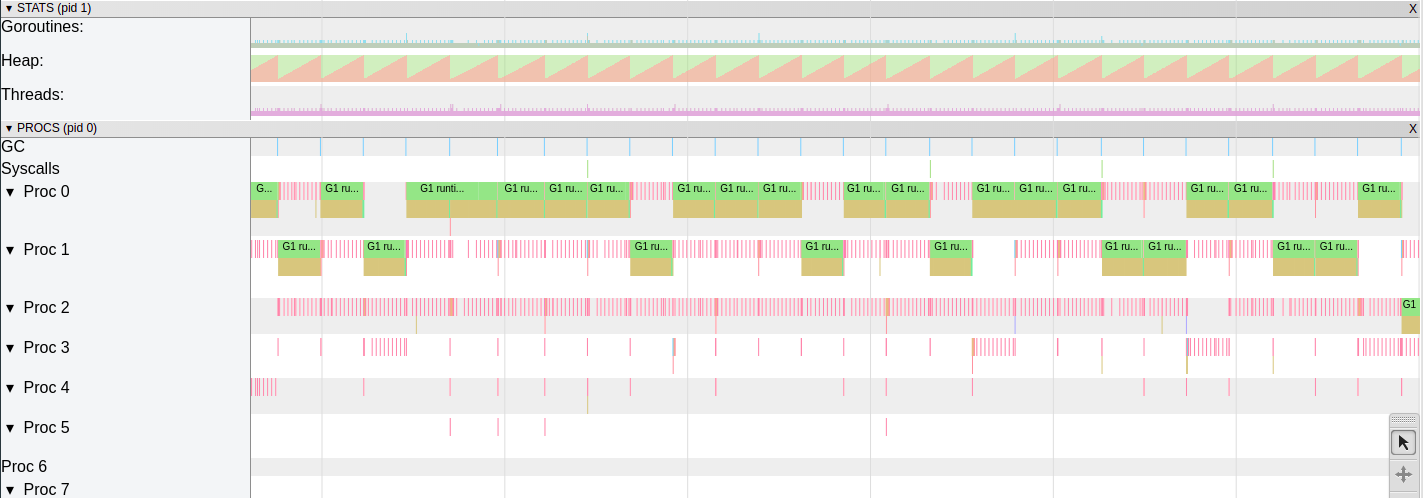 ▼ STATS (pid 1) X
Goroutines:
Heap:
Threads:
▼ PROCS (pid 0) X
GC
Syscalls
▼ Proc 0 G... G1 ru... G1 runti... G1 ru... G1 ru... G1 ru... G1 ru... G1 ru... G1 ru... G1 ru... G1 ru... G1 ru... G1 ru... G1 ru... G1 ru... G1 ru... G1 ru...
▼ Proc 1 G1 ru... G1 ru... G1 ru... G1 ru... G1 ru... G1 ru... G1 ru... G1 ru... G1 ru...
▼ Proc 2 G1
▼ Proc 3
▼ Proc 4
▼ Proc 5
Proc 6
▼ Proc 7